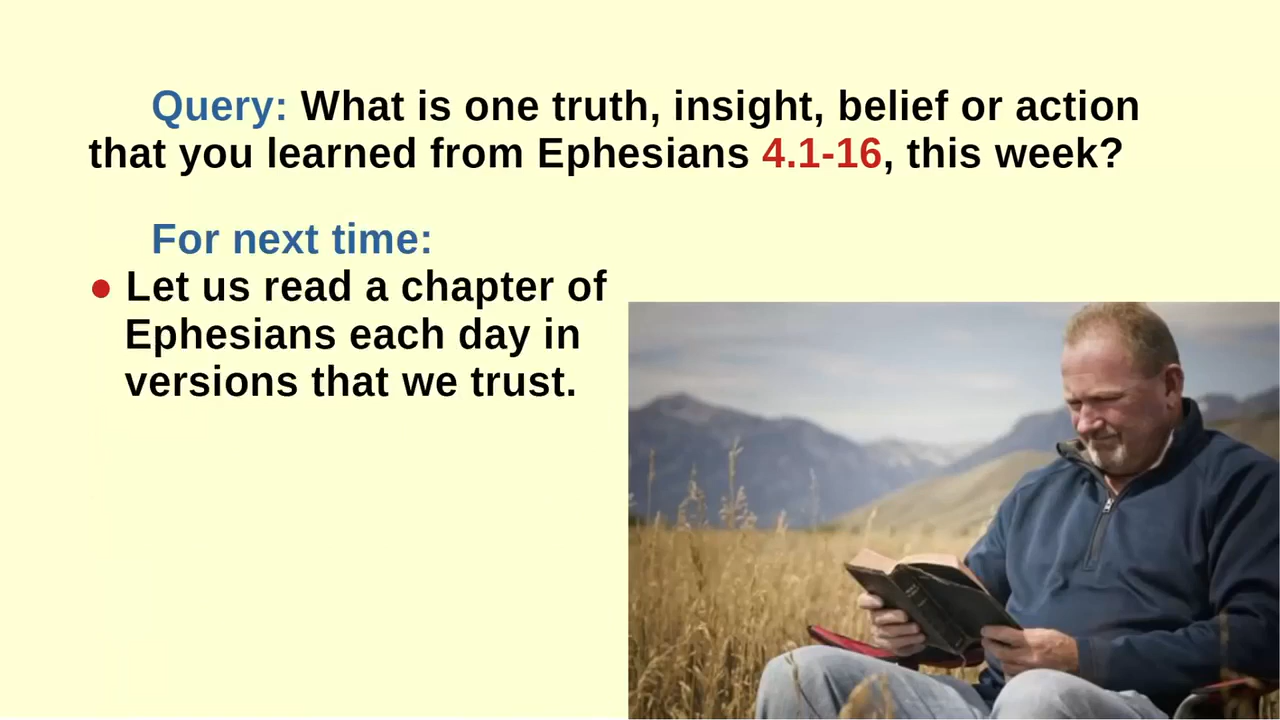 Query: What is one truth, insight, belief or action
that you learned from Ephesians 4.1-16, this week?
For next time:
● Let us read a chapter of
Ephesians each day in
versions that we trust.